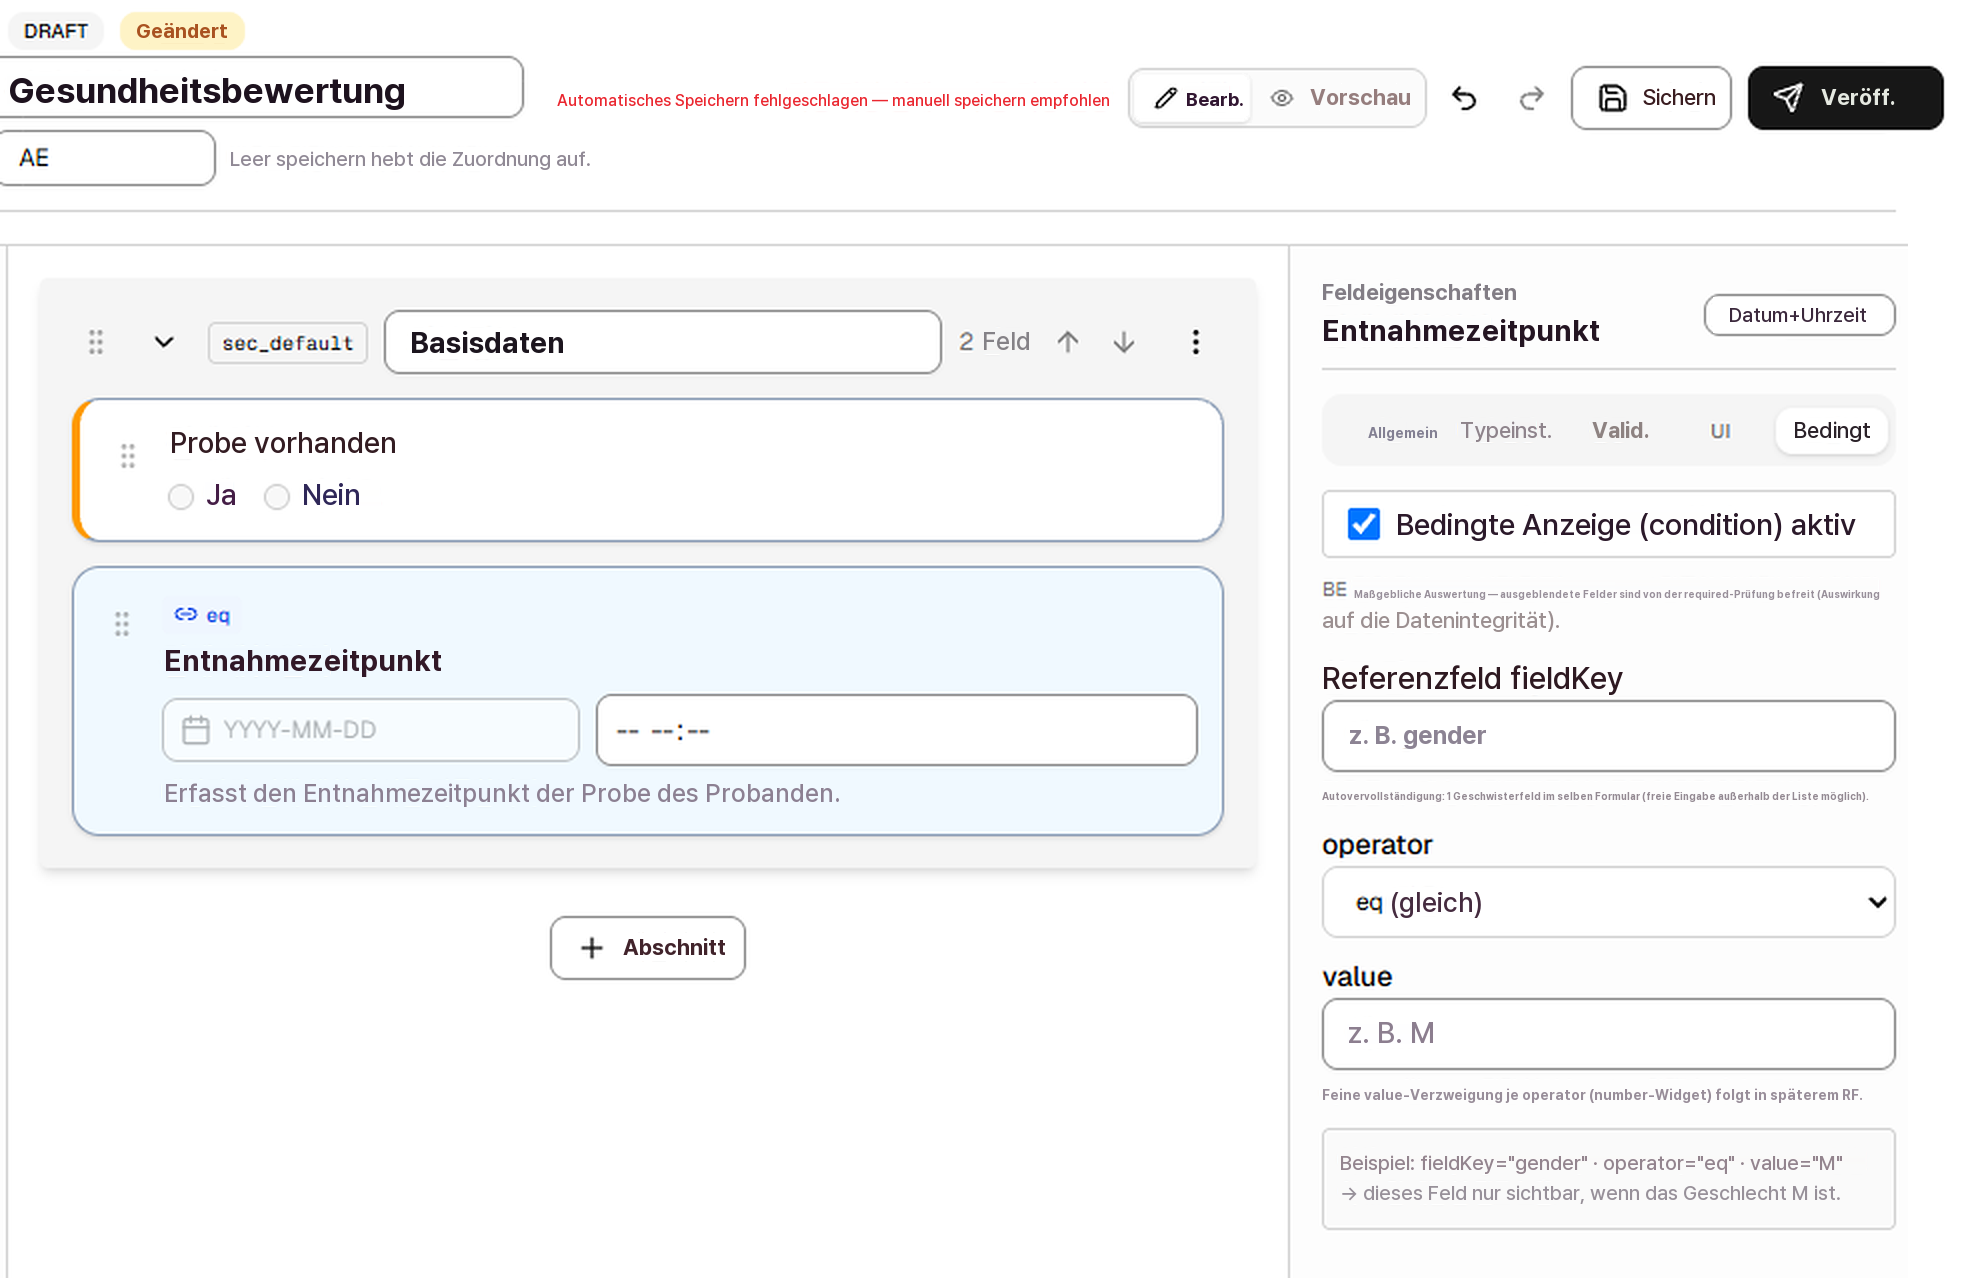 DRAFT Geändert
Gesundheitsbewertung
Automatisches Speichern fehlgeschlagen — manuell speichern empfohlen
Bearb. Vorschau Sichern Veröff.
AE Leer speichern hebt die Zuordnung auf.
sec_default Basisdaten 2 Feld
Probe vorhanden
Ja Nein
eq
Entnahmezeitpunkt
YYYY-MM-DD -- --:--
Erfasst den Entnahmezeitpunkt der Probe des Probanden.
Abschnitt
Feldeigenschaften
Entnahmezeitpunkt Datum+Uhrzeit
Allgemein Typeinst. Valid. UI Bedingt
Bedingte Anzeige (condition) aktiv
BE Maßgebliche Auswertung — ausgeblendete Felder sind von der required-Prüfung befreit (Auswirkung
auf die Datenintegrität).
Referenzfeld fieldKey
z. B. gender
Autovervollständigung: 1 Geschwisterfeld im selben Formular (freie Eingabe außerhalb der Liste möglich).
operator
eq (gleich)
value
z. B. M
Feine value-Verzweigung je operator (number-Widget) folgt in späterem RF.
Beispiel: fieldKey="gender" · operator="eq" · value="M"
→ dieses Feld nur sichtbar, wenn das Geschlecht M ist.